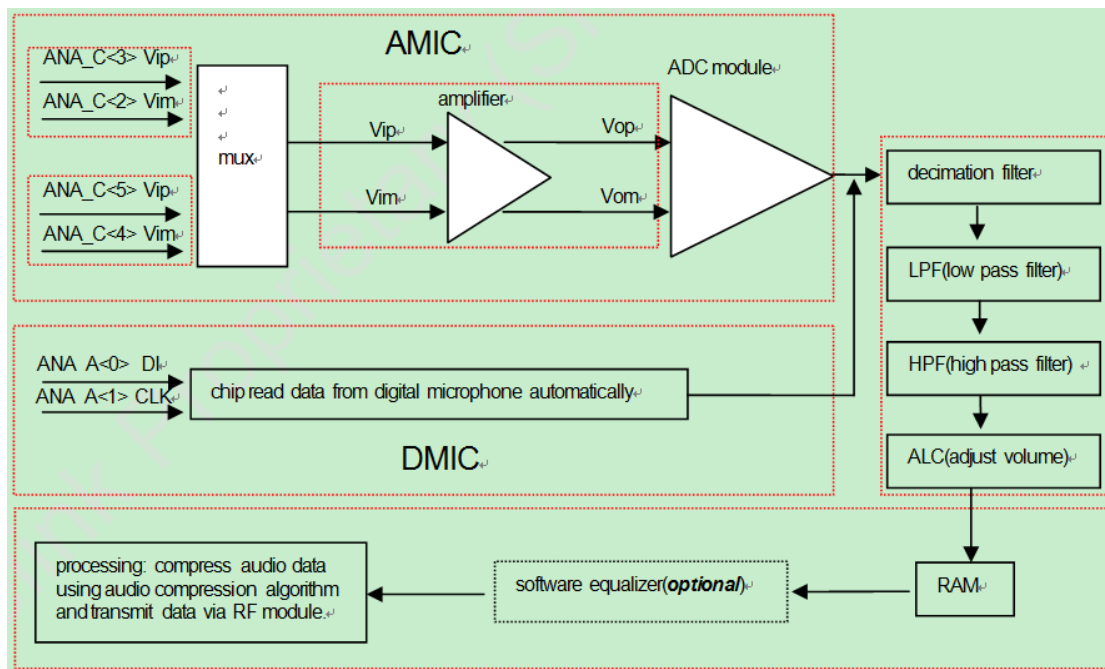 AMIC
ANA_C<3> Vip
ANA_C<2> Vim
ANA_C<5> Vip
ANA_C<4> Vim
mux
Vip
Vim
amplifier
Vop
Vom
ADC module
decimation filter
LPF(low pass filter)
HPF(high pass filter)
ALC(adjust volume)
ANA A<0> DI
ANA A<1> CLK
chip read data from digital microphone automatically
DMIC
processing: compress audio data
using audio compression algorithm
and transmit data via RF module.
software equalizer(optional)
RAM